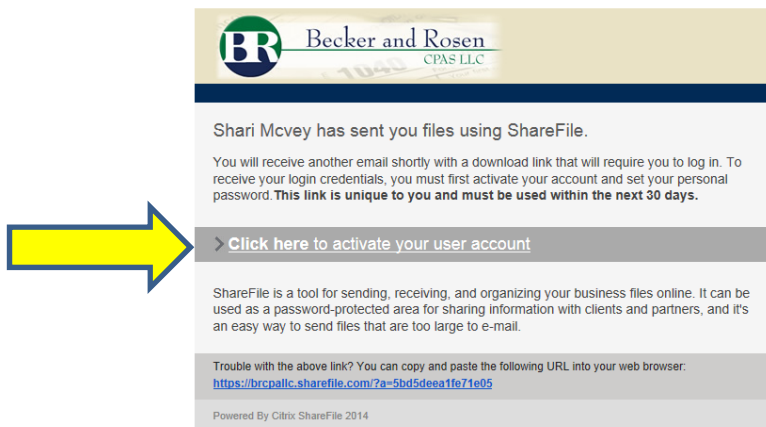 BR Becker and Rosen
CPAS LLC
1040
Shari Mcvey has sent you files using ShareFile.
You will receive another email shortly with a download link that will require you to log in. To
receive your login credentials, you must first activate your account and set your personal
password.This link is unique to you and must be used within the next 30 days.
Click here to activate your user account
ShareFile is a tool for sending, receiving, and organizing your business files online. It can be
used as a password-protected area for sharing information with clients and partners, and it's
an easy way to send files that are too large to e-mail.
Trouble with the above link? You can copy and paste the following URL into your web browser:
https://brcpallc.sharefile.com/?a=5bd5deea1fe71e05
Powered By Citrix ShareFile 2014